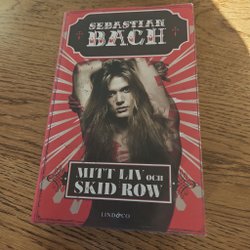 SEBASTIAN
BACH
MITT LIV OCH
SKID ROW
LIND&CO